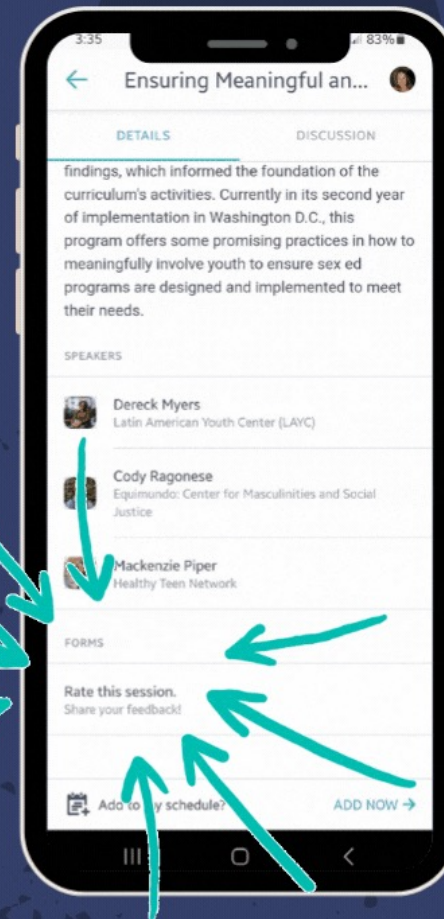 3:35
83%
Ensuring Meaningful an...
DETAILS
DISCUSSION
findings, which informed the foundation of the
curriculum's activities. Currently in its second year
of implementation in Washington D.C., this
program offers some promising practices in how to
meaningfully involve youth to ensure sex ed
programs are designed and implemented to meet
their needs.
SPEAKERS
Dereck Myers
Latin American Youth Center (LAYC)
Cody Ragonese
Equimundo: Center for Masculinities and Social
Justice
Mackenzie Piper
Healthy Teen Network
FORMS
Rate this session.
Share your feedback!
Add to my schedule?
ADD NOW →